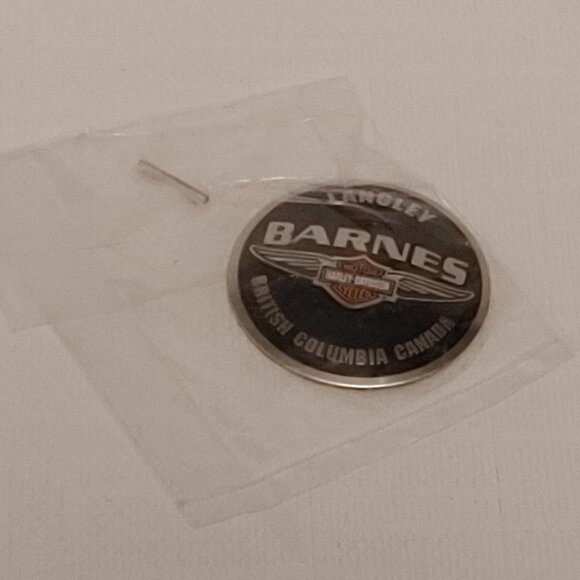 LANGLEY
BARNES
MOTOR
HARLEY-DAVIDSON
CYCLES
BRITISH COLUMBIA CANADA